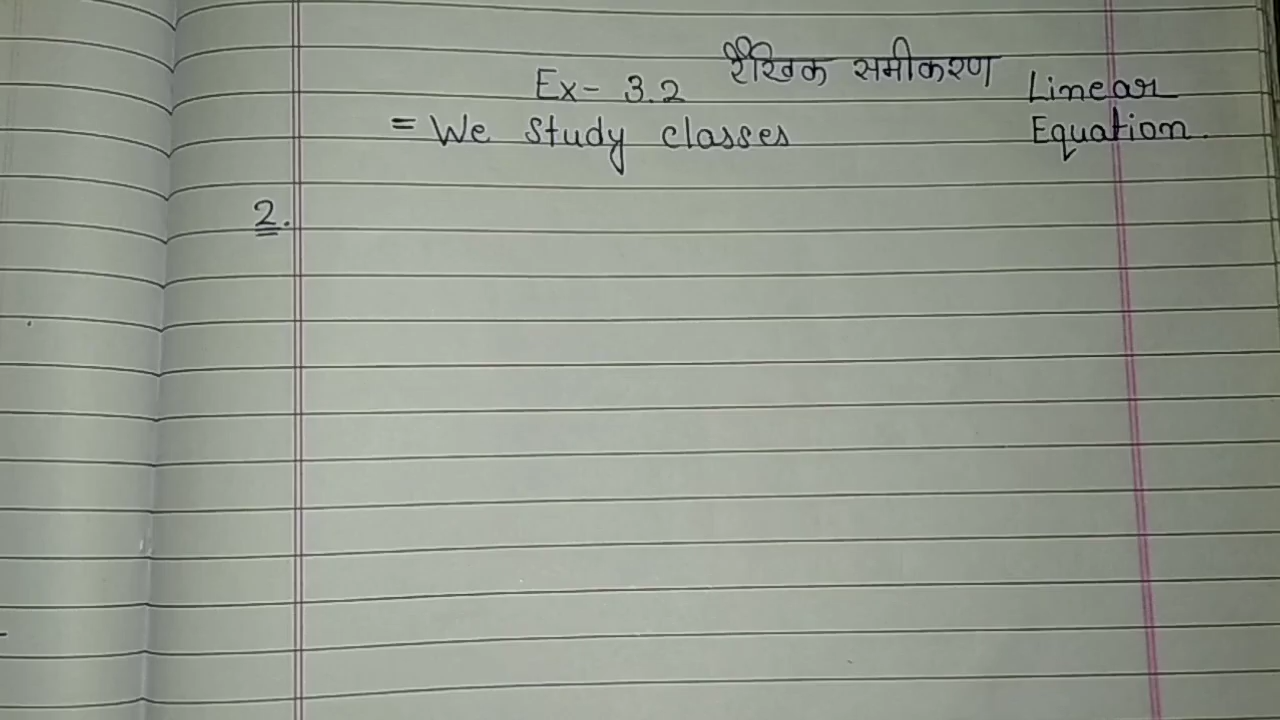 Ex- 3.2 रैखिक समीकरण Linear
= We study classes Equation.
2.